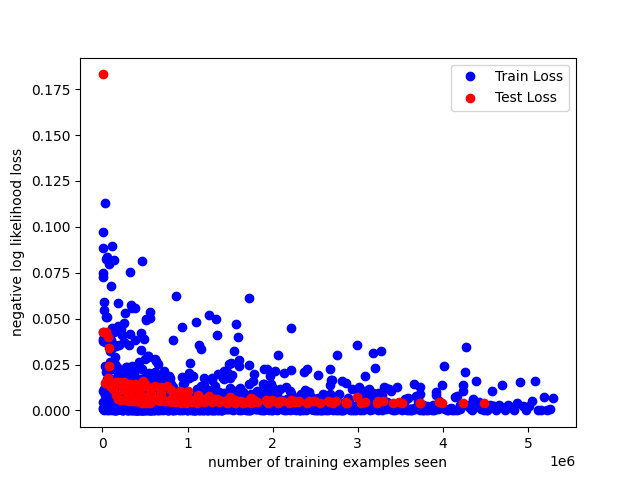 Train Loss
Test Loss
0.175
0.150
0.125
0.100
0.075
0.050
0.025
0.000
negative log likelihood loss
0 1 2 3 4 5
1e6
number of training examples seen